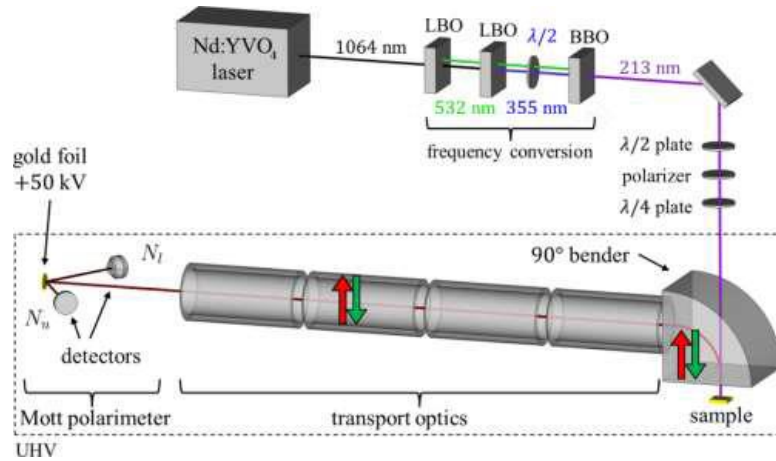 LBO LBO λ/2 BBO
Nd:YVO₄
laser
1064 nm
213 nm
532 nm 355 nm
frequency conversion
λ/2 plate
polarizer
λ/4 plate
gold foil
+50 kV
90° bender
Nₗ
Nᵤ
detectors
Mott polarimeter
transport optics
sample
UHV